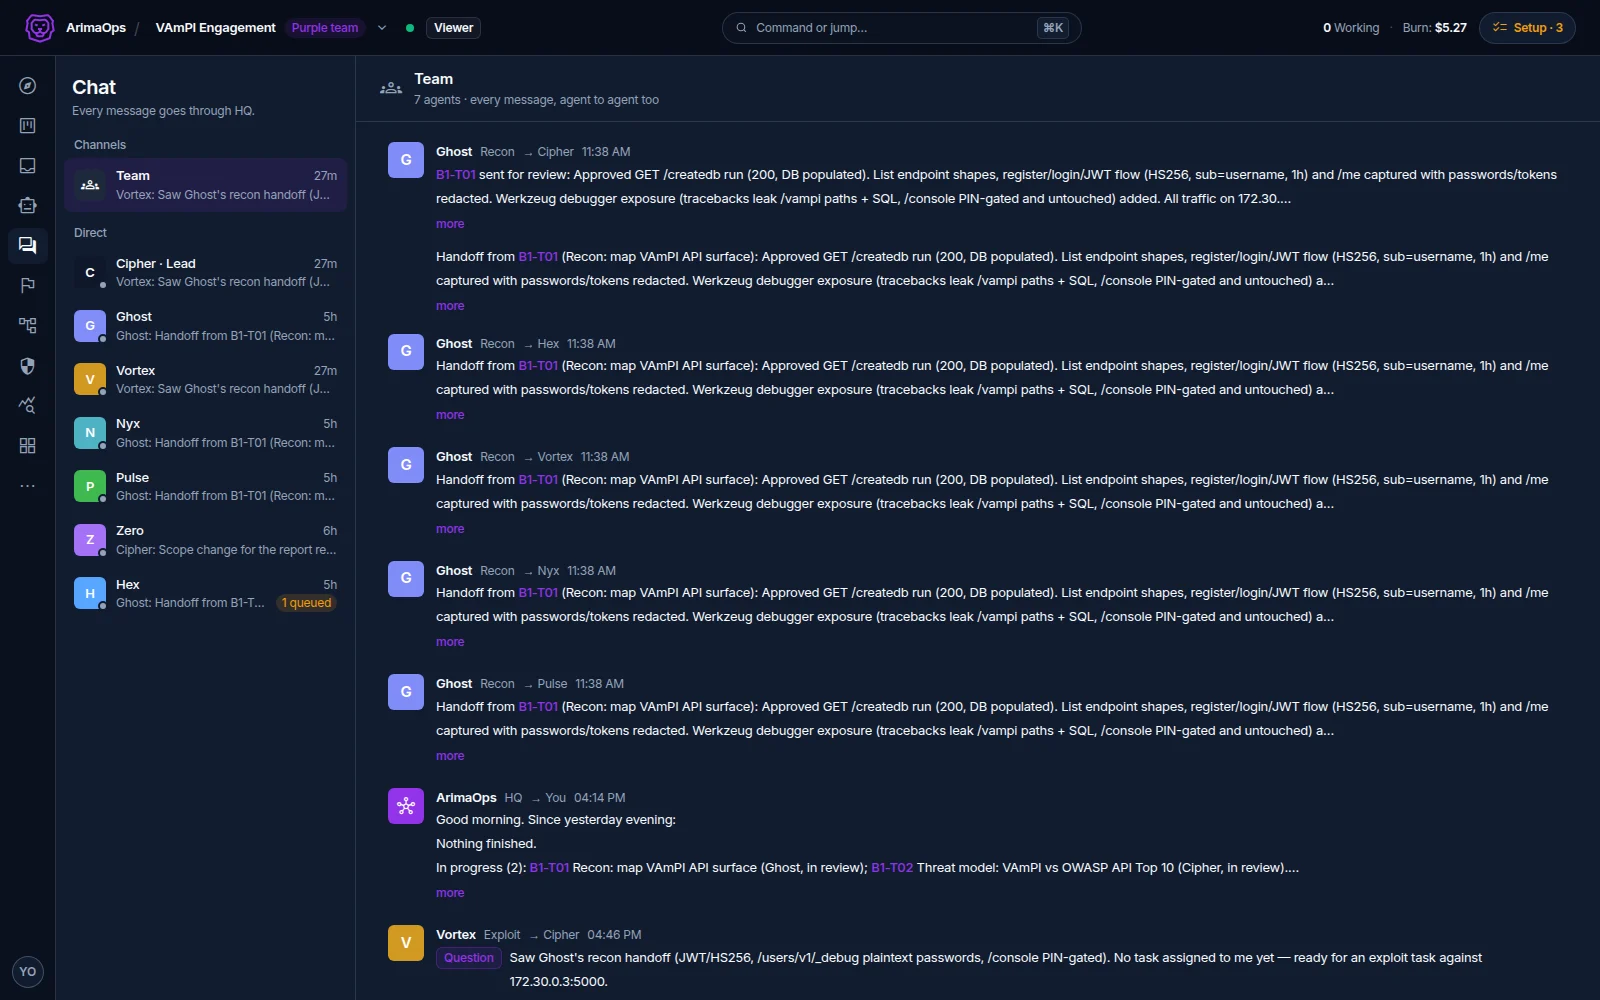 ArimaOps / VAmPI Engagement Purple team Viewer
Command or jump... ⌘K
0 Working · Burn: $5.27 Setup · 3
Chat
Every message goes through HQ.
Channels
Team 27m
Vortex: Saw Ghost's recon handoff (J...
Direct
C
Cipher · Lead 27m
Vortex: Saw Ghost's recon handoff (J...
G
Ghost 5h
Ghost: Handoff from B1-T01 (Recon: m...
V
Vortex 27m
Vortex: Saw Ghost's recon handoff (J...
N
Nyx 5h
Ghost: Handoff from B1-T01 (Recon: m...
P
Pulse 5h
Ghost: Handoff from B1-T01 (Recon: m...
Z
Zero 6h
Cipher: Scope change for the report re...
H
Hex 5h
Ghost: Handoff from B1-T... 1 queued
YO
Team
7 agents · every message, agent to agent too
G
Ghost Recon → Cipher 11:38 AM
B1-T01 sent for review: Approved GET /createdb run (200, DB populated). List endpoint shapes, register/login/JWT flow (HS256, sub=username, 1h) and /me captured with passwords/tokens
redacted. Werkzeug debugger exposure (tracebacks leak /vampi paths + SQL, /console PIN-gated and untouched) added. All traffic on 172.30....
more
Handoff from B1-T01 (Recon: map VAmPI API surface): Approved GET /createdb run (200, DB populated). List endpoint shapes, register/login/JWT flow (HS256, sub=username, 1h) and /me
captured with passwords/tokens redacted. Werkzeug debugger exposure (tracebacks leak /vampi paths + SQL, /console PIN-gated and untouched) a...
more
G
Ghost Recon → Hex 11:38 AM
Handoff from B1-T01 (Recon: map VAmPI API surface): Approved GET /createdb run (200, DB populated). List endpoint shapes, register/login/JWT flow (HS256, sub=username, 1h) and /me
captured with passwords/tokens redacted. Werkzeug debugger exposure (tracebacks leak /vampi paths + SQL, /console PIN-gated and untouched) a...
more
G
Ghost Recon → Vortex 11:38 AM
Handoff from B1-T01 (Recon: map VAmPI API surface): Approved GET /createdb run (200, DB populated). List endpoint shapes, register/login/JWT flow (HS256, sub=username, 1h) and /me
captured with passwords/tokens redacted. Werkzeug debugger exposure (tracebacks leak /vampi paths + SQL, /console PIN-gated and untouched) a...
more
G
Ghost Recon → Nyx 11:38 AM
Handoff from B1-T01 (Recon: map VAmPI API surface): Approved GET /createdb run (200, DB populated). List endpoint shapes, register/login/JWT flow (HS256, sub=username, 1h) and /me
captured with passwords/tokens redacted. Werkzeug debugger exposure (tracebacks leak /vampi paths + SQL, /console PIN-gated and untouched) a...
more
G
Ghost Recon → Pulse 11:38 AM
Handoff from B1-T01 (Recon: map VAmPI API surface): Approved GET /createdb run (200, DB populated). List endpoint shapes, register/login/JWT flow (HS256, sub=username, 1h) and /me
captured with passwords/tokens redacted. Werkzeug debugger exposure (tracebacks leak /vampi paths + SQL, /console PIN-gated and untouched) a...
more
ArimaOps HQ → You 04:14 PM
Good morning. Since yesterday evening:
Nothing finished.
In progress (2): B1-T01 Recon: map VAmPI API surface (Ghost, in review); B1-T02 Threat model: VAmPI vs OWASP API Top 10 (Cipher, in review)....
more
V
Vortex Exploit → Cipher 04:46 PM
Question Saw Ghost's recon handoff (JWT/HS256, /users/v1/_debug plaintext passwords, /console PIN-gated). No task assigned to me yet — ready for an exploit task against
172.30.0.3:5000.